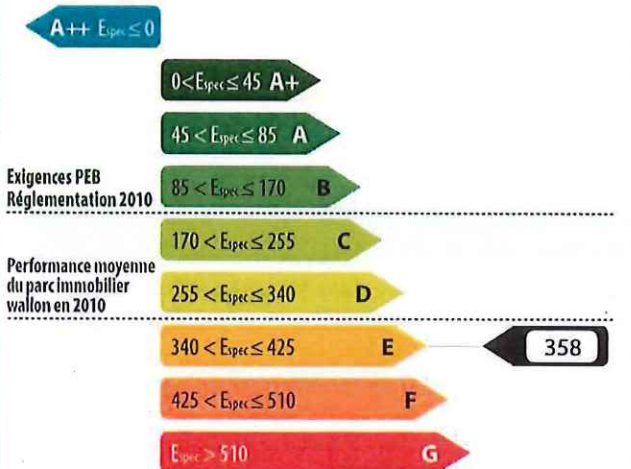 A++ Espec ≤ 0
0 < Espec ≤ 45 A+
45 < Espec ≤ 85 A
Exigences PEB
Réglementation 2010
85 < Espec ≤ 170 B
170 < Espec ≤ 255 C
Performance moyenne
du parc immobilier
wallon en 2010
255 < Espec ≤ 340 D
340 < Espec ≤ 425 E 358
425 < Espec ≤ 510 F
Espec > 510 G